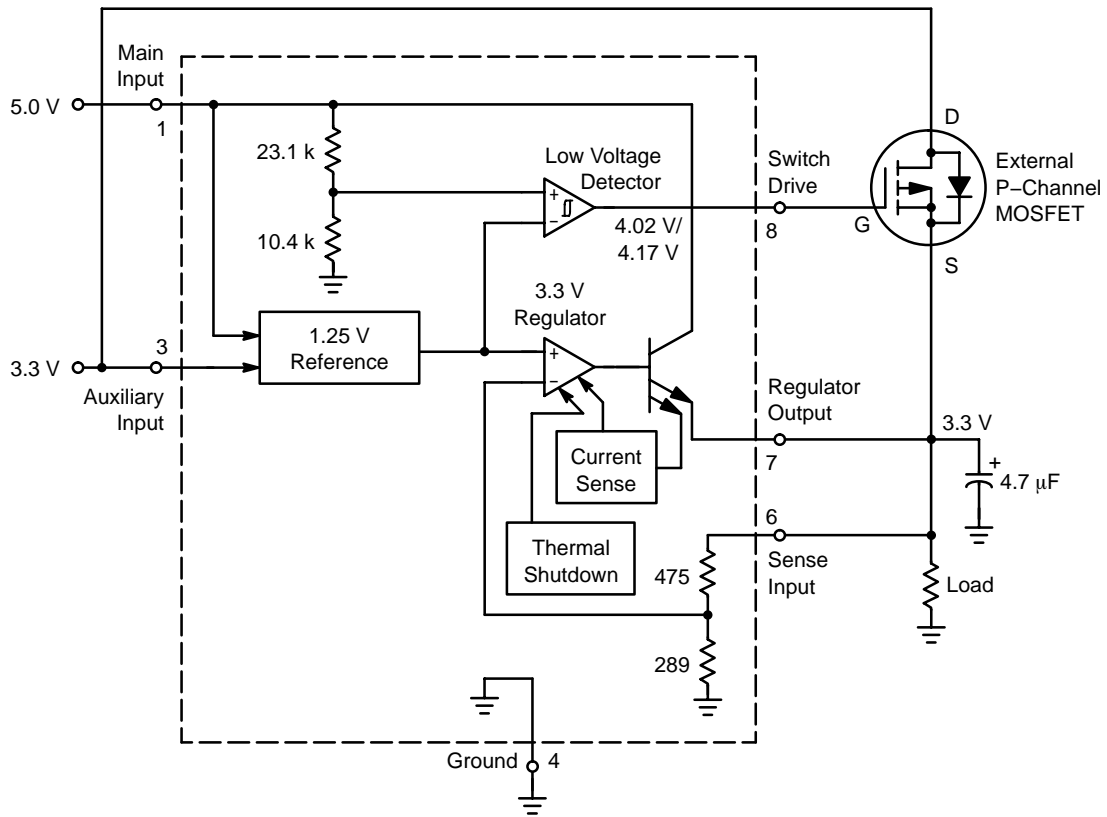 Main
Input
5.0 V
1
23.1 k
10.4 k
Low Voltage
Detector
+
−
4.02 V/
4.17 V
Switch
Drive
8
D
G
S
External
P−Channel
MOSFET
3.3 V
3
Auxiliary
Input
1.25 V
Reference
3.3 V
Regulator
+
−
Current
Sense
Thermal
Shutdown
Regulator
Output
7
3.3 V
+
4.7 µF
6
Sense
Input
475
289
Load
Ground
4